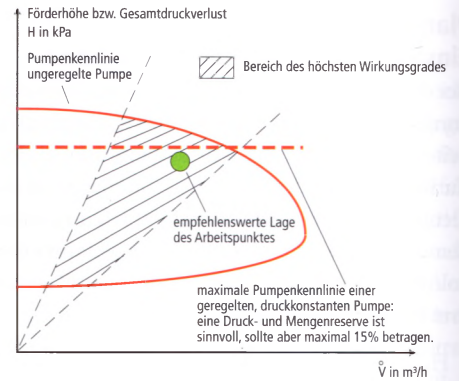 Förderhöhe bzw. Gesamtdruckverlust
H in kPa
Pumpenkennlinie
ungeregelte Pumpe
Bereich des höchsten Wirkungsgrades
empfehlenswerte Lage
des Arbeitspunktes
maximale Pumpenkennlinie einer
geregelten, druckkonstanten Pumpe:
eine Druck- und Mengenreserve ist
sinnvoll, sollte aber maximal 15% betragen.
V̊ in m³/h